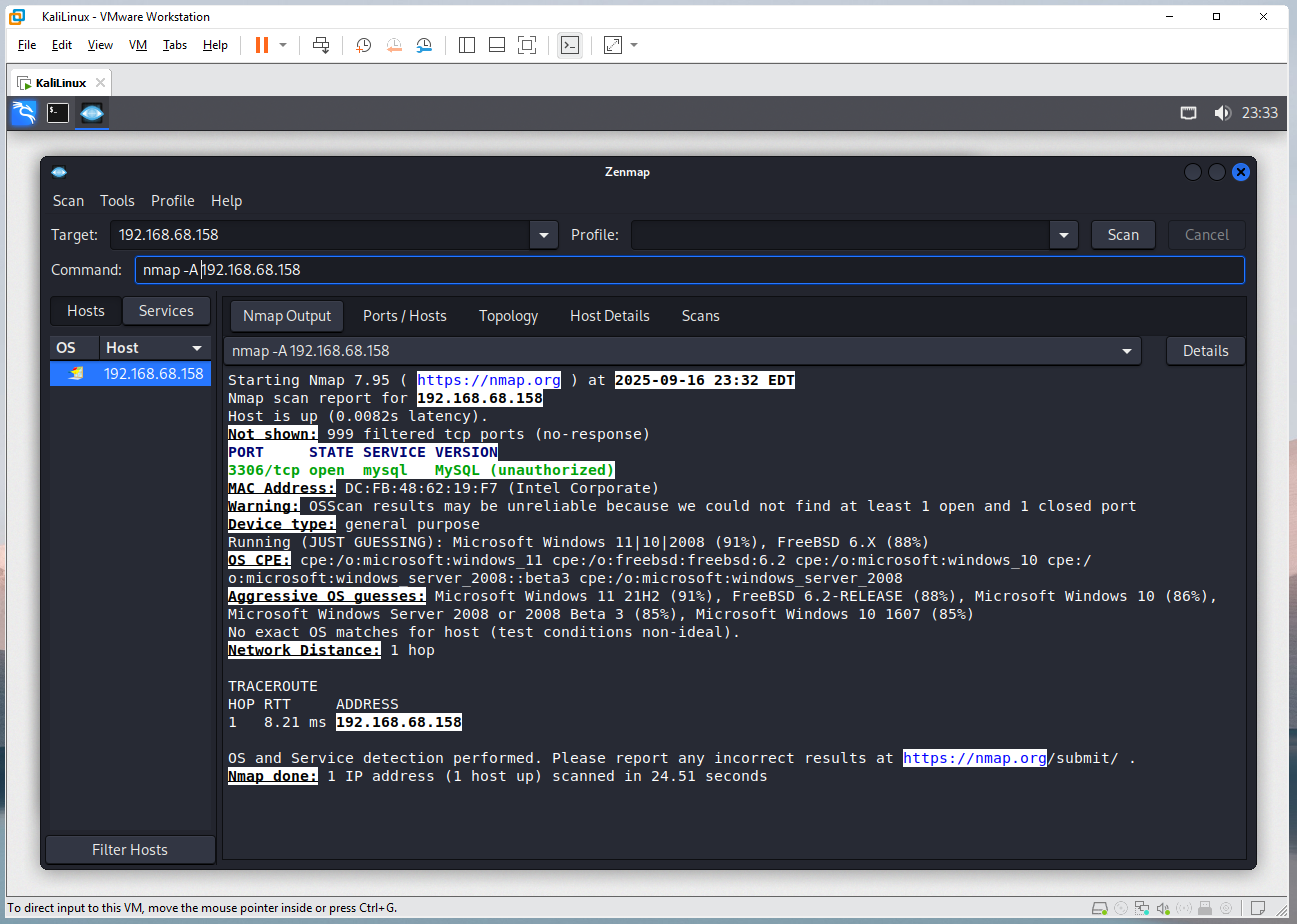 KaliLinux - VMware Workstation
File Edit View VM Tabs Help
KaliLinux
23:33
Zenmap
Scan Tools Profile Help
Target: 192.168.68.158 Profile: Scan Cancel
Command: nmap -A 192.168.68.158
Hosts Services
OS Host
192.168.68.158
Filter Hosts
Nmap Output Ports / Hosts Topology Host Details Scans
nmap -A 192.168.68.158 Details
Starting Nmap 7.95 ( https://nmap.org ) at 2025-09-16 23:32 EDT
Nmap scan report for 192.168.68.158
Host is up (0.0082s latency).
Not shown: 999 filtered tcp ports (no-response)
PORT STATE SERVICE VERSION
3306/tcp open mysql MySQL (unauthorized)
MAC Address: DC:FB:48:62:19:F7 (Intel Corporate)
Warning: OSScan results may be unreliable because we could not find at least 1 open and 1 closed port
Device type: general purpose
Running (JUST GUESSING): Microsoft Windows 11|10|2008 (91%), FreeBSD 6.X (88%)
OS CPE: cpe:/o:microsoft:windows_11 cpe:/o:freebsd:freebsd:6.2 cpe:/o:microsoft:windows_10 cpe:/
o:microsoft:windows_server_2008::beta3 cpe:/o:microsoft:windows_server_2008
Aggressive OS guesses: Microsoft Windows 11 21H2 (91%), FreeBSD 6.2-RELEASE (88%), Microsoft Windows 10 (86%),
Microsoft Windows Server 2008 or 2008 Beta 3 (85%), Microsoft Windows 10 1607 (85%)
No exact OS matches for host (test conditions non-ideal).
Network Distance: 1 hop
TRACEROUTE
HOP RTT ADDRESS
1 8.21 ms 192.168.68.158
OS and Service detection performed. Please report any incorrect results at https://nmap.org/submit/ .
Nmap done: 1 IP address (1 host up) scanned in 24.51 seconds
To direct input to this VM, move the mouse pointer inside or press Ctrl+G.